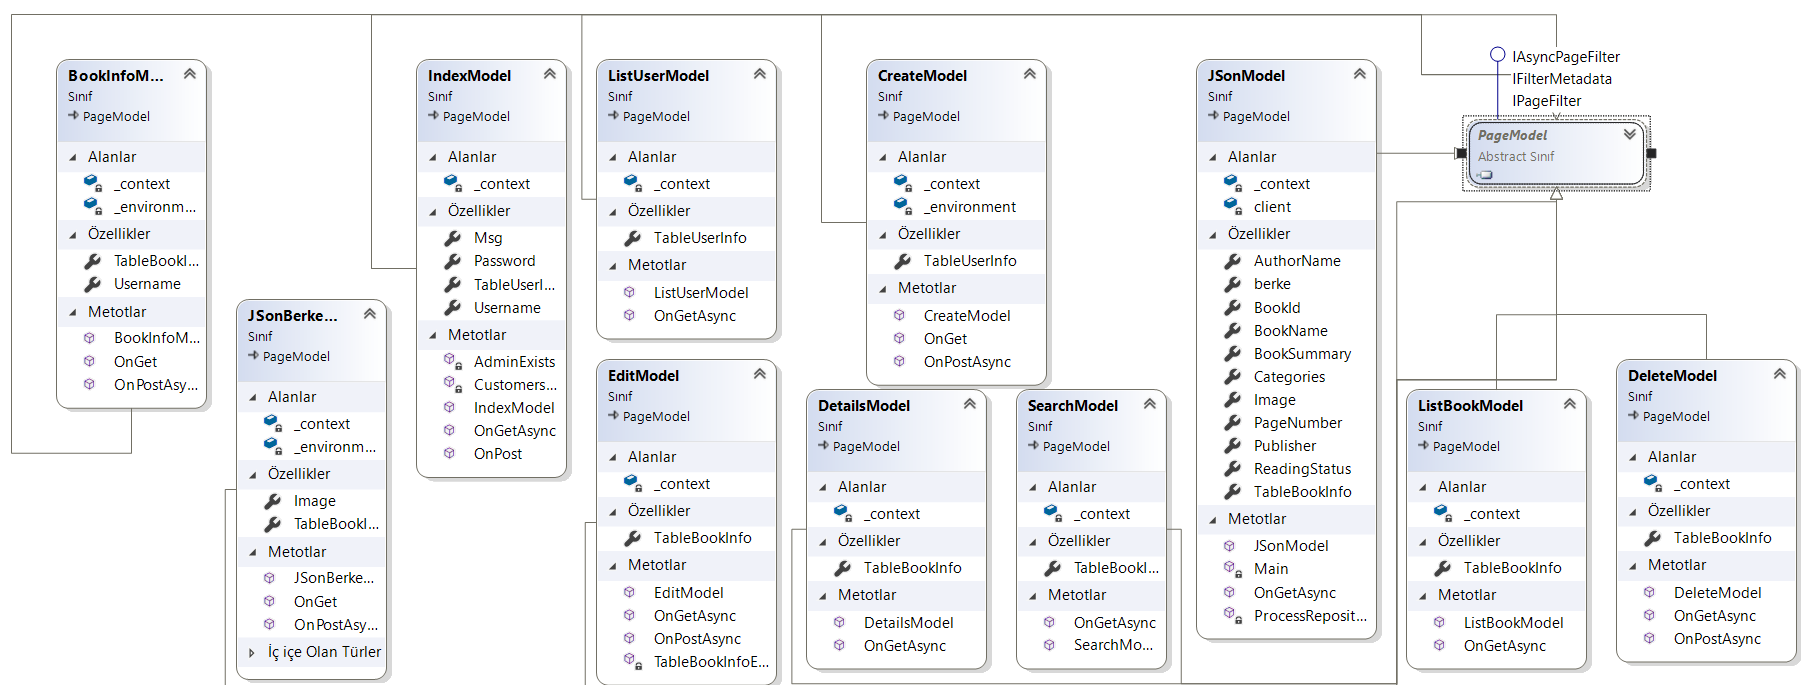 BookInfoM...
Sınıf
PageModel
Alanlar
_context
_environm...
Özellikler
TableBookI...
Username
Metotlar
BookInfoM...
OnGet
OnPostAsy...
JSonBerke...
Sınıf
PageModel
Alanlar
_context
_environm...
Özellikler
Image
TableBookI...
Metotlar
JSonBerke...
OnGet
OnPostAsy...
İç içe Olan Türler
IndexModel
Sınıf
PageModel
Alanlar
_context
Özellikler
Msg
Password
TableUserI...
Username
Metotlar
AdminExists
Customers...
IndexModel
OnGetAsync
OnPost
ListUserModel
Sınıf
PageModel
Alanlar
_context
Özellikler
TableUserInfo
Metotlar
ListUserModel
OnGetAsync
EditModel
Sınıf
PageModel
Alanlar
_context
Özellikler
TableBookInfo
Metotlar
EditModel
OnGetAsync
OnPostAsync
TableBookInfoE...
CreateModel
Sınıf
PageModel
Alanlar
_context
_environment
Özellikler
TableUserInfo
Metotlar
CreateModel
OnGet
OnPostAsync
DetailsModel
Sınıf
PageModel
Alanlar
_context
Özellikler
TableBookInfo
Metotlar
DetailsModel
OnGetAsync
SearchModel
Sınıf
PageModel
Alanlar
_context
Özellikler
TableBookI...
Metotlar
OnGetAsync
SearchMo...
JSonModel
Sınıf
PageModel
Alanlar
_context
client
Özellikler
AuthorName
berke
BookId
BookName
BookSummary
Categories
Image
PageNumber
Publisher
ReadingStatus
TableBookInfo
Metotlar
JSonModel
Main
OnGetAsync
ProcessReposit...
IAsyncPageFilter
IFilterMetadata
IPageFilter
PageModel
Abstract Sınıf
ListBookModel
Sınıf
PageModel
Alanlar
_context
Özellikler
TableBookInfo
Metotlar
ListBookModel
OnGetAsync
DeleteModel
Sınıf
PageModel
Alanlar
_context
Özellikler
TableBookInfo
Metotlar
DeleteModel
OnGetAsync
OnPostAsync